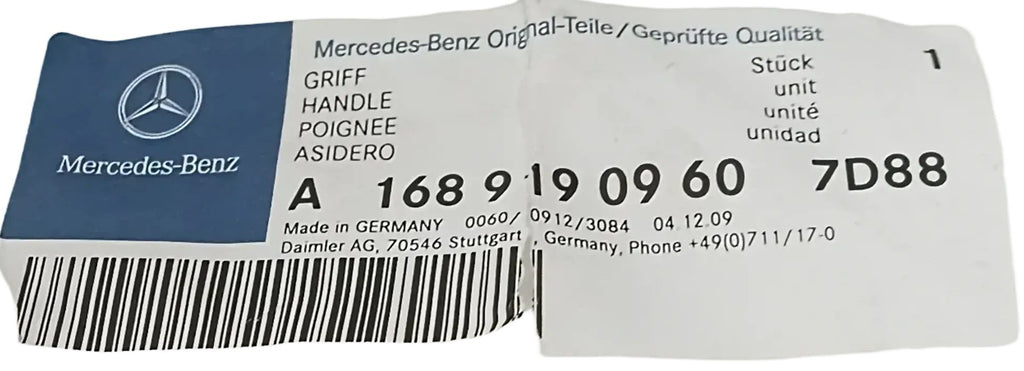 Mercedes-Benz
Mercedes-Benz Original-Teile/Geprüfte Qualität
GRIFF
HANDLE
POIGNEE
ASIDERO
Stück 1
unit
unité
unidad
A 168 9 19 09 60 7D88
Made in GERMANY 0060/0912/3084 04.12.09
Daimler AG, 70546 Stuttgart, Germany, Phone +49(0)711/17-0